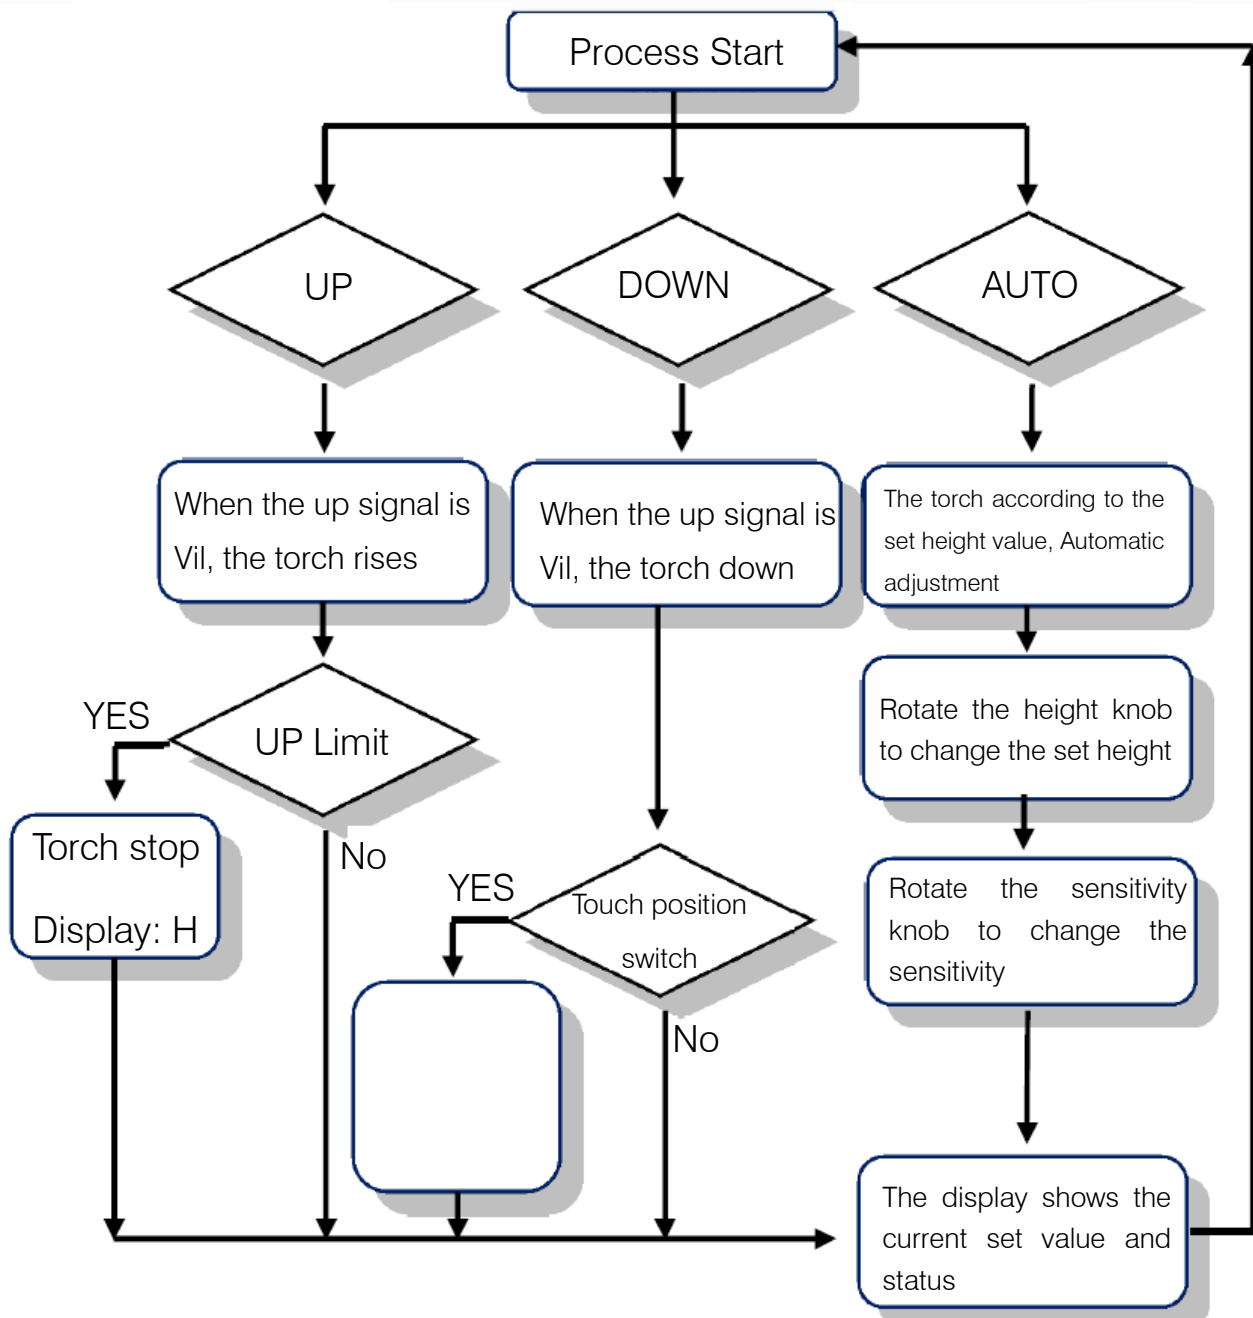 Process Start
UP
DOWN
AUTO
When the up signal is
Vil, the torch rises
When the up signal is
Vil, the torch down
The torch according to the
set height value, Automatic
adjustment
Rotate the height knob
to change the set height
YES
UP Limit
No
Torch stop
Display: H
YES
Touch position
switch
No
Rotate the sensitivity
knob to change the
sensitivity
The display shows the
current set value and
status